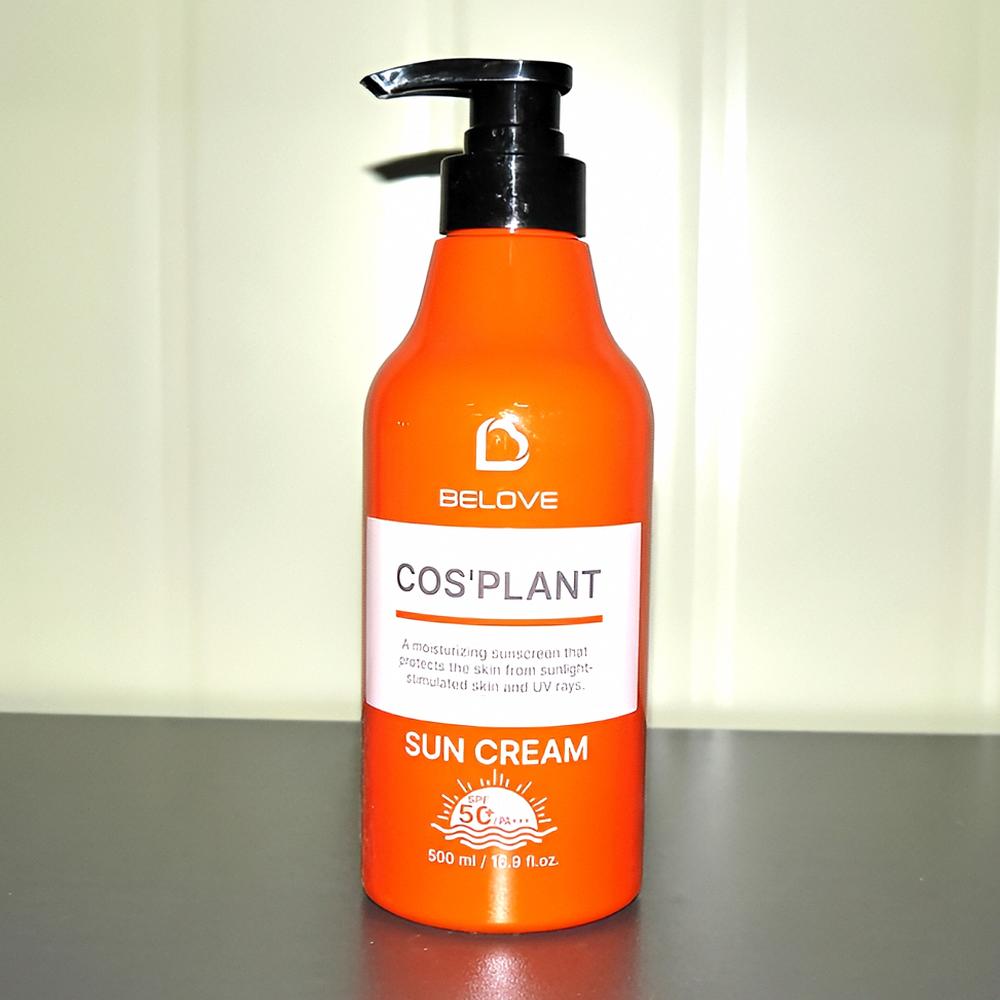 BELOVE
COS'PLANT
A moisturizing sunscreen that
protects the skin from sunlight-
stimulated skin and UV rays.
SUN CREAM
SPF
50+/PA+++
500 ml / 16.9 fl.oz.